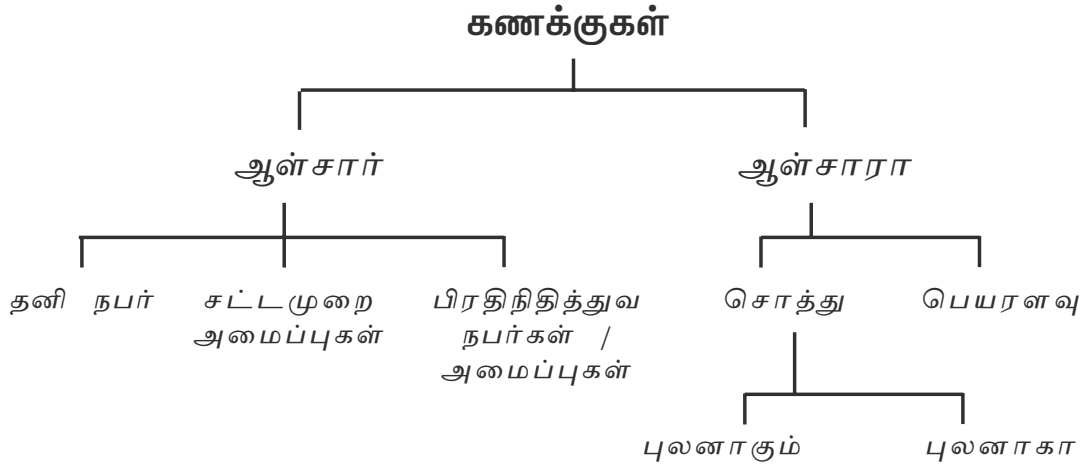 கணக்குகள்
ஆள்சார்
ஆள்சாரா
தனி நபர்
சட்டமுறை
அமைப்புகள்
பிரதிநிதித்துவ
நபர்கள் /
அமைப்புகள்
சொத்து
பெயரளவு
புலனாகும்
புலனாகா